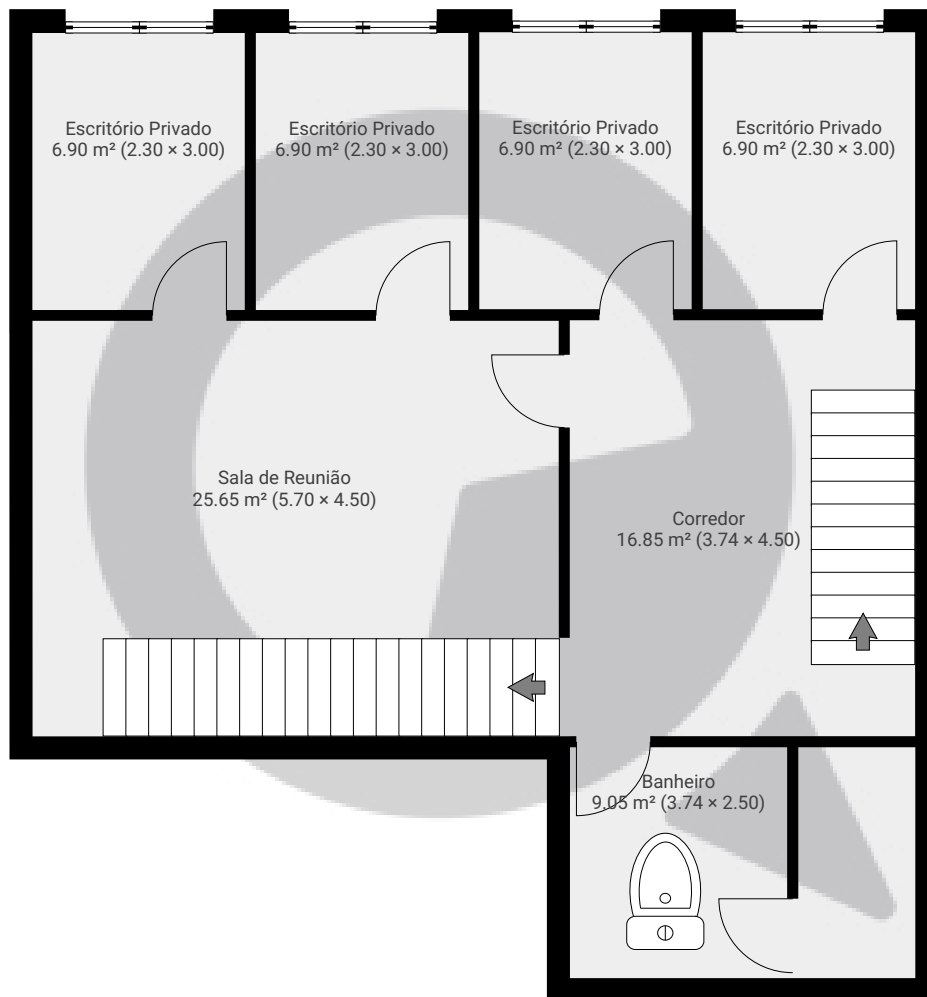 Escritório Privado
6.90 m² (2.30 × 3.00)
Escritório Privado
6.90 m² (2.30 × 3.00)
Escritório Privado
6.90 m² (2.30 × 3.00)
Escritório Privado
6.90 m² (2.30 × 3.00)
Sala de Reunião
25.65 m² (5.70 × 4.50)
Corredor
16.85 m² (3.74 × 4.50)
Banheiro
9.05 m² (3.74 × 2.50)